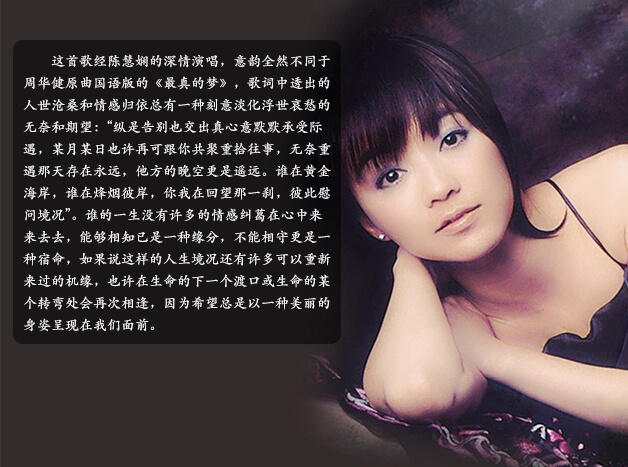 这首歌经陈慧娴的深情演唱，意韵全然不同于
周华健原曲国语版的《最真的梦》，歌词中透出的
人世沧桑和情感归依总有一种刻意淡化浮世哀愁的
无奈和期望：“纵是告别也交出真心意默默承受际
遇，某月某日也许再可跟你共聚重拾往事，无奈重
遇那天存在永远，他方的晚空更是遥远。谁在黄金
海岸，谁在烽烟彼岸，你我在回望那一刹，彼此慰
问境况”。谁的一生没有许多的情感纠葛在心中来
来去去，能够相知已是一种缘分，不能相守更是一
种宿命，如果说这样的人生境况还有许多可以重新
来过的机缘，也许在生命的下一个渡口或生命的某
个转弯处会再次相逢，因为希望总是以一种美丽的
身姿呈现在我们面前。